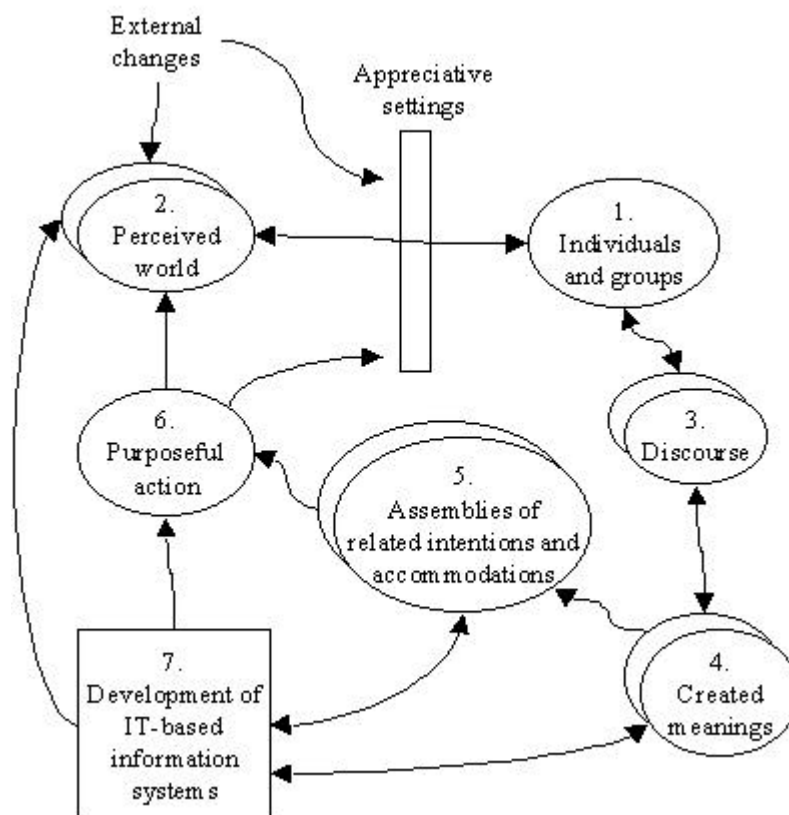 External
changes
Appreciative
settings
1.
Individuals
and groups
2.
Perceived
world
3.
Discourse
4.
Created
meanings
5.
Assemblies of
related intentions and
accommodations
6.
Purposeful
action
7.
Development of
IT-based
information
systems